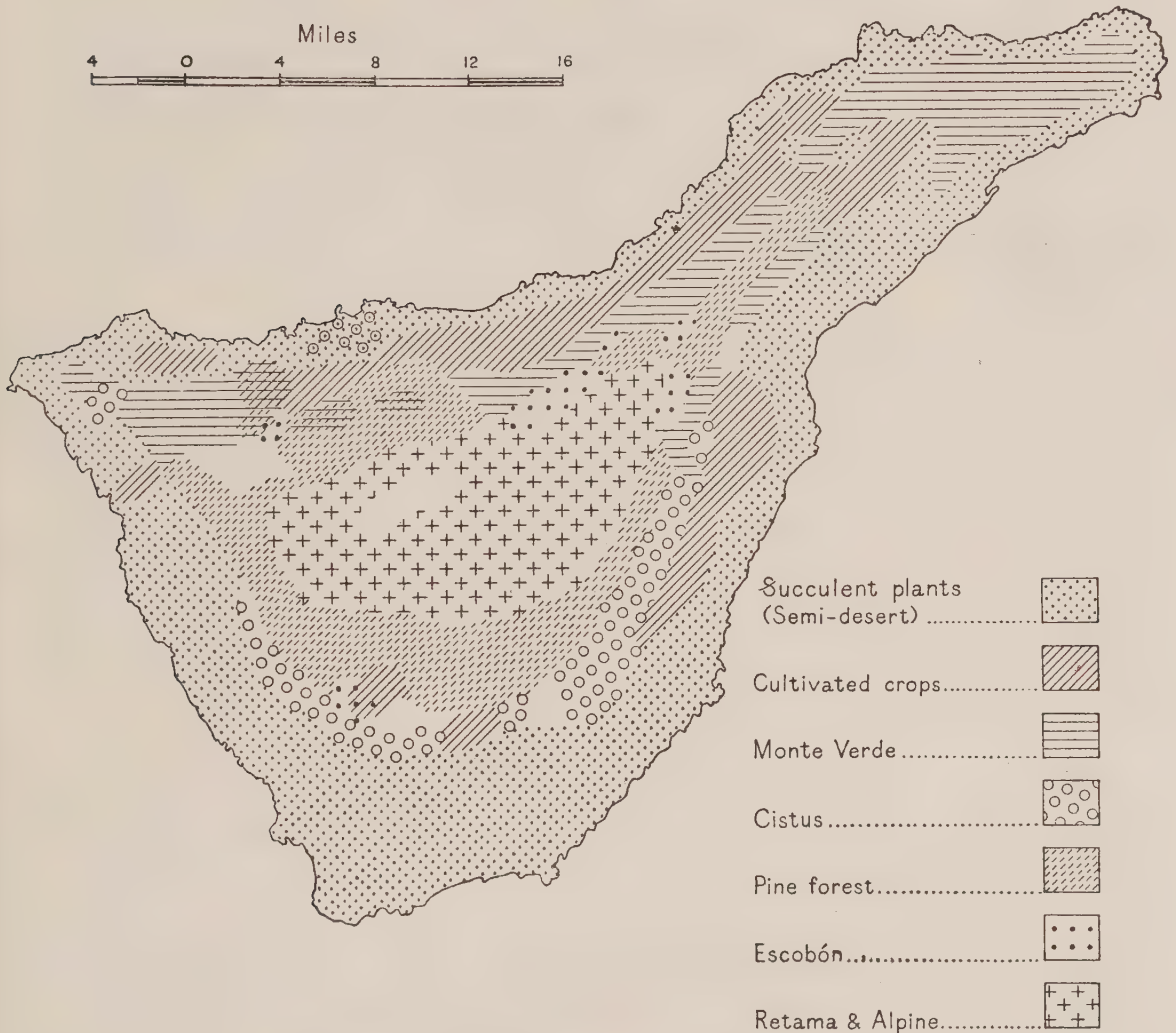 Miles
4 0 4 8 12 16
Succulent plants
(Semi-desert)
Cultivated crops
Monte Verde
Cistus
Pine forest
Escobón
Retama & Alpine